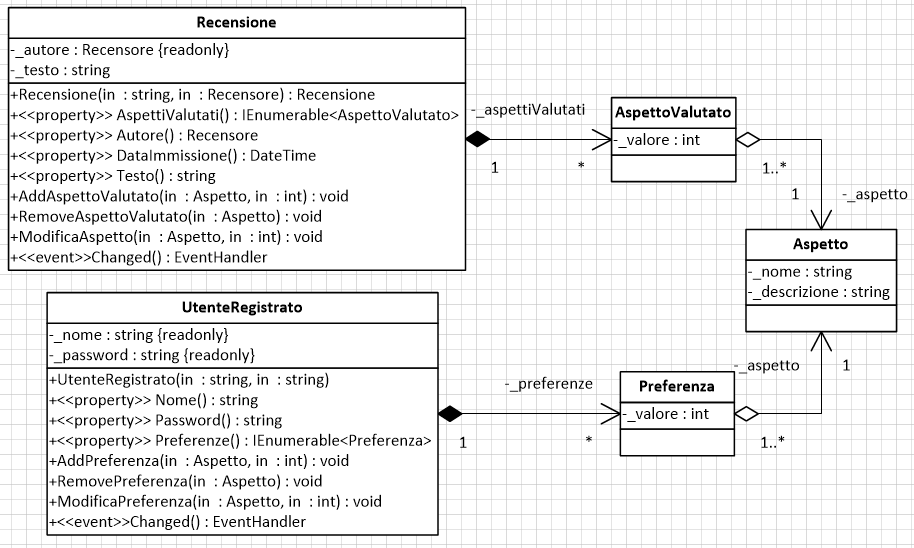 Recensione
-_autore : Recensore {readonly}
-_testo : string
+Recensione(in : string, in : Recensore) : Recensione
+<<property>> AspettiValutati() : IEnumerable<AspettoValutato>
+<<property>> Autore() : Recensore
+<<property>> DataImmissione() : DateTime
+<<property>> Testo() : string
+AddAspettoValutato(in : Aspetto, in : int) : void
+RemoveAspettoValutato(in : Aspetto) : void
+ModificaAspetto(in : Aspetto, in : int) : void
+<<event>>Changed() : EventHandler
-_aspettiValutati
1
*
AspettoValutato
-_valore : int
1..*
1
-_aspetto
Aspetto
-_nome : string
-_descrizione : string
UtenteRegistrato
-_nome : string {readonly}
-_password : string {readonly}
+UtenteRegistrato(in : string, in : string)
+<<property>> Nome() : string
+<<property>> Password() : string
+<<property>> Preferenze() : IEnumerable<Preferenza>
+AddPreferenza(in : Aspetto, in : int) : void
+RemovePreferenza(in : Aspetto) : void
+ModificaPreferenza(in : Aspetto, in : int) : void
+<<event>>Changed() : EventHandler
-_preferenze
1
*
Preferenza
-_valore : int
-_aspetto
1
1..*